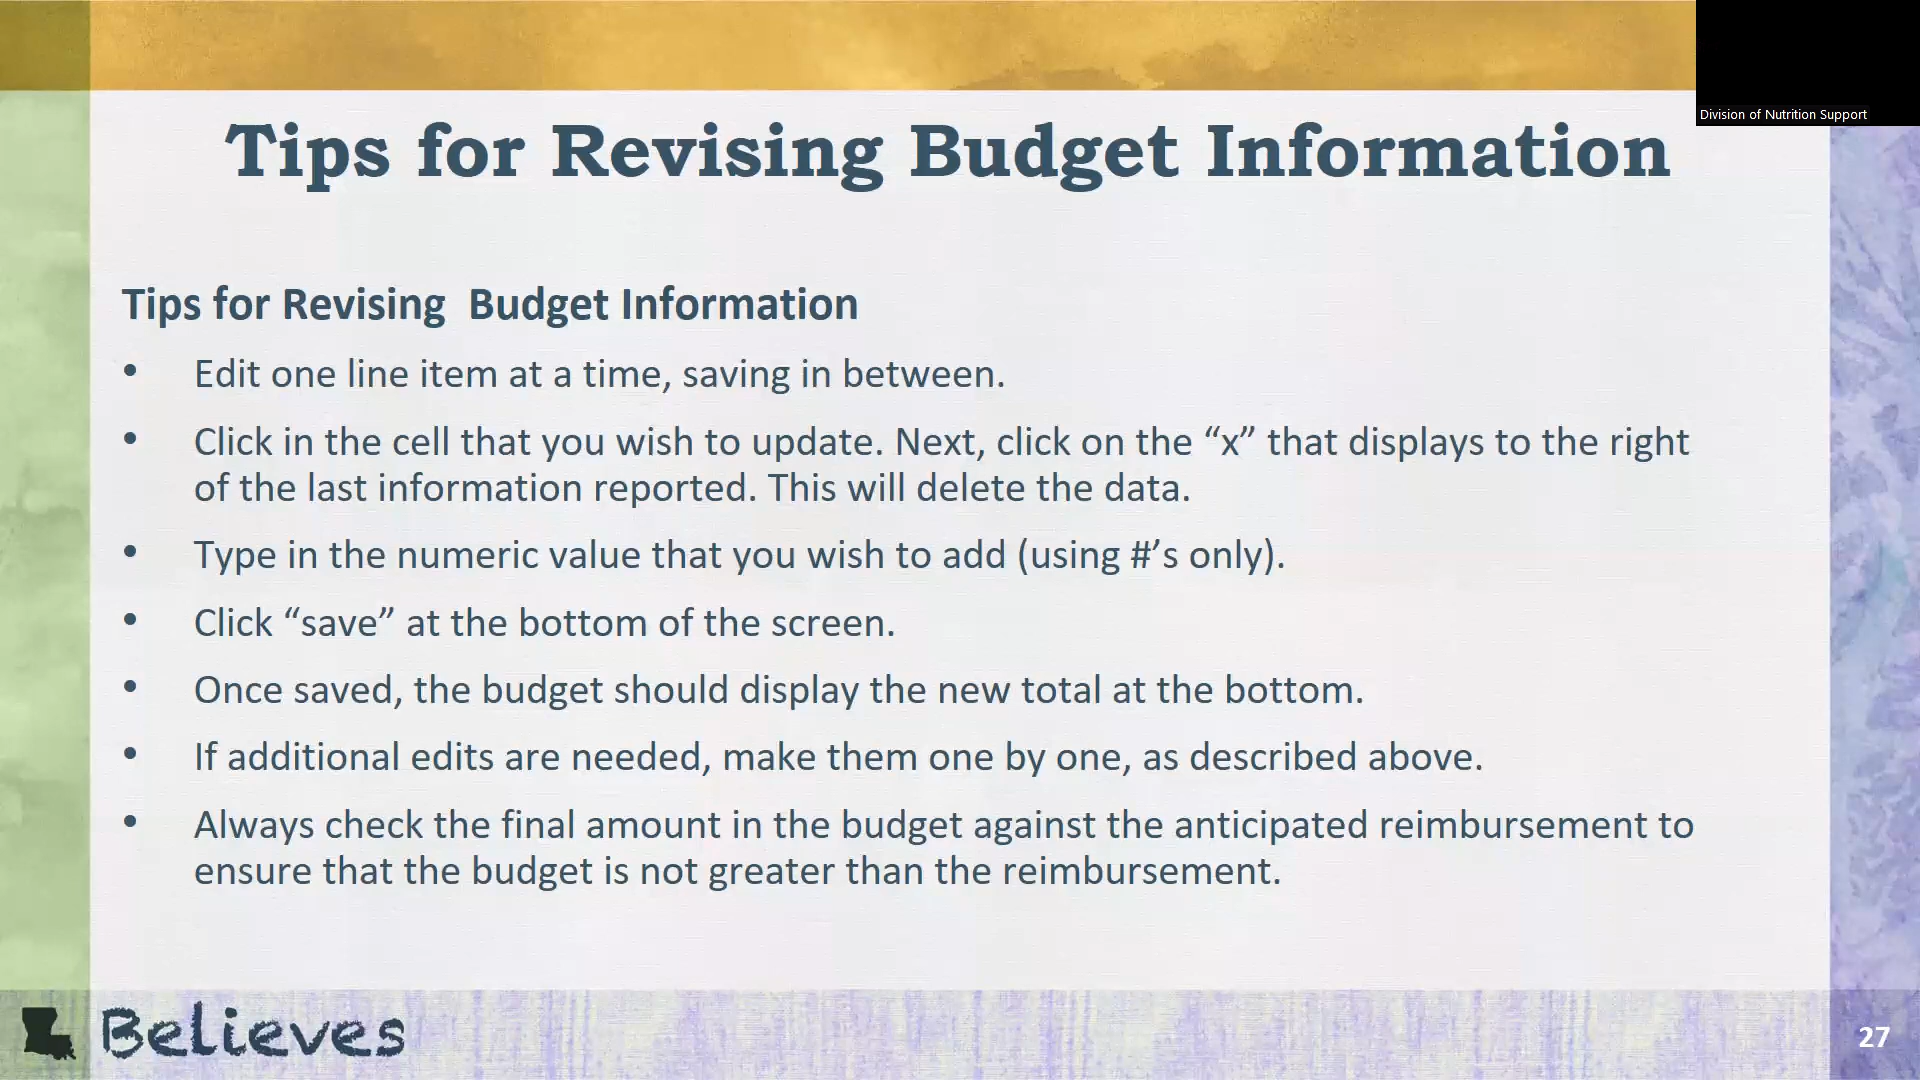 Division of Nutrition Support
Tips for Revising Budget Information
Tips for Revising  Budget Information
• Edit one line item at a time, saving in between.
• Click in the cell that you wish to update. Next, click on the “x” that displays to the right
of the last information reported. This will delete the data.
• Type in the numeric value that you wish to add (using #’s only).
• Click “save” at the bottom of the screen.
• Once saved, the budget should display the new total at the bottom.
• If additional edits are needed, make them one by one, as described above.
• Always check the final amount in the budget against the anticipated reimbursement to
ensure that the budget is not greater than the reimbursement.
Believes
27